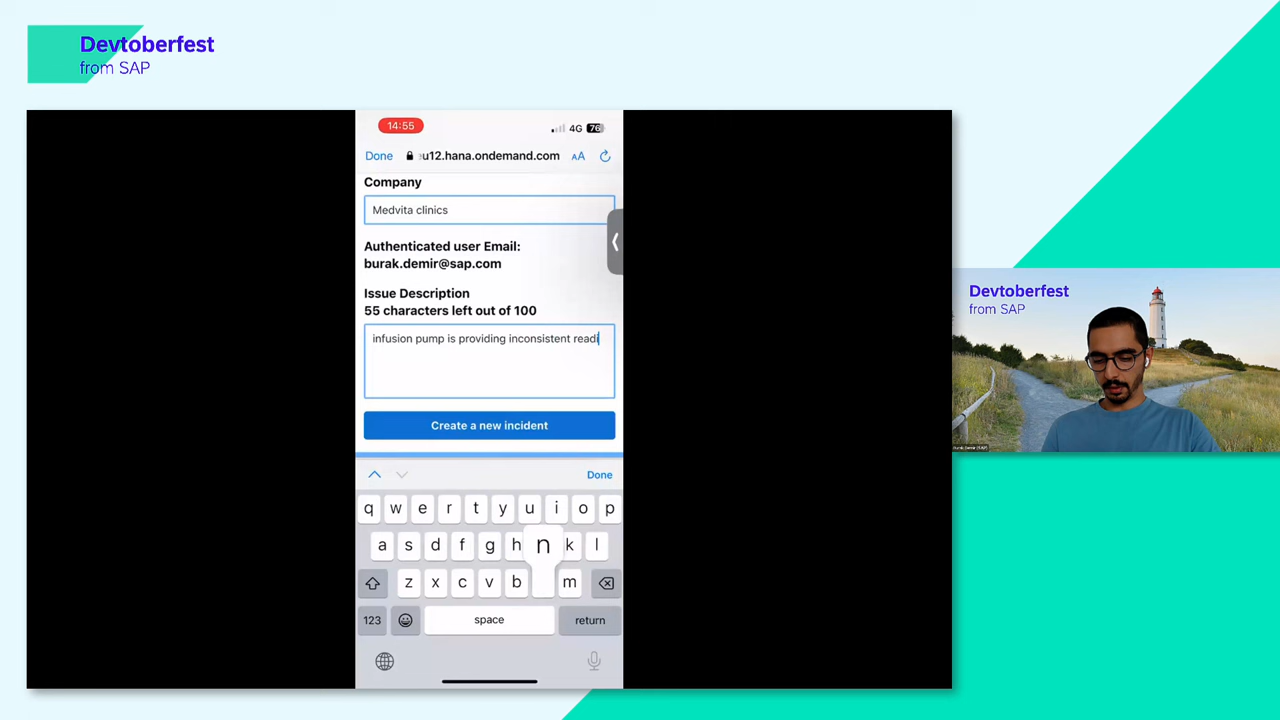 Devtoberfest
from SAP
14:55
4G 76
Done
u12.hana.ondemand.com
AA
Company
Medvita clinics
Authenticated user Email:
burak.demir@sap.com
Issue Description
55 characters left out of 100
infusion pump is providing inconsistent readi
Create a new incident
Done
q w e r t y u i o p
a s d f g h n k l
z x c v b m
123 space return
Devtoberfest
from SAP